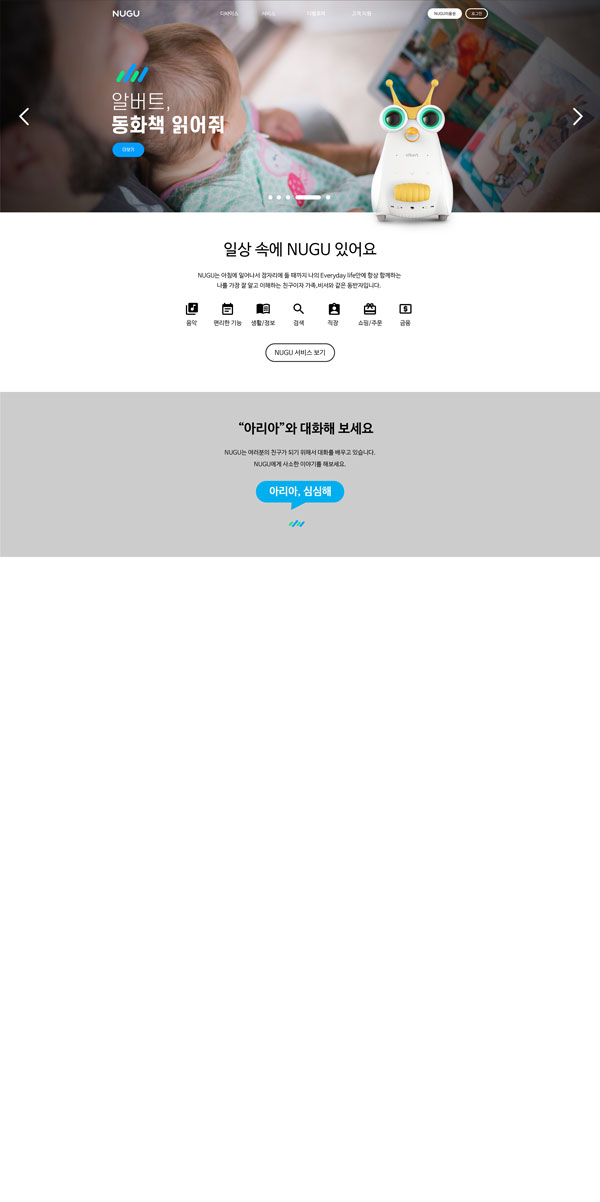 NUGU
디바이스
서비스
개발토어
고객 지원
NUGU이용권
로그인
알버트,
동화책 읽어줘
더보기
albert
일상 속에 NUGU 있어요
NUGU는 아침에 일어나서 잠자리에 들 때까지 나의 Everyday life안에 항상 함께하는
나를 가장 잘 알고 이해하는 친구이자 가족, 비서와 같은 동반자입니다.
음악
편리한 기능
생활/정보
검색
직장
쇼핑/주문
금융
NUGU 서비스 보기
“아리아”와 대화해 보세요
NUGU는 여러분의 친구가 되기 위해서 대화를 배우고 있습니다.
NUGU에게 사소한 이야기를 해보세요.
아리아, 심심해